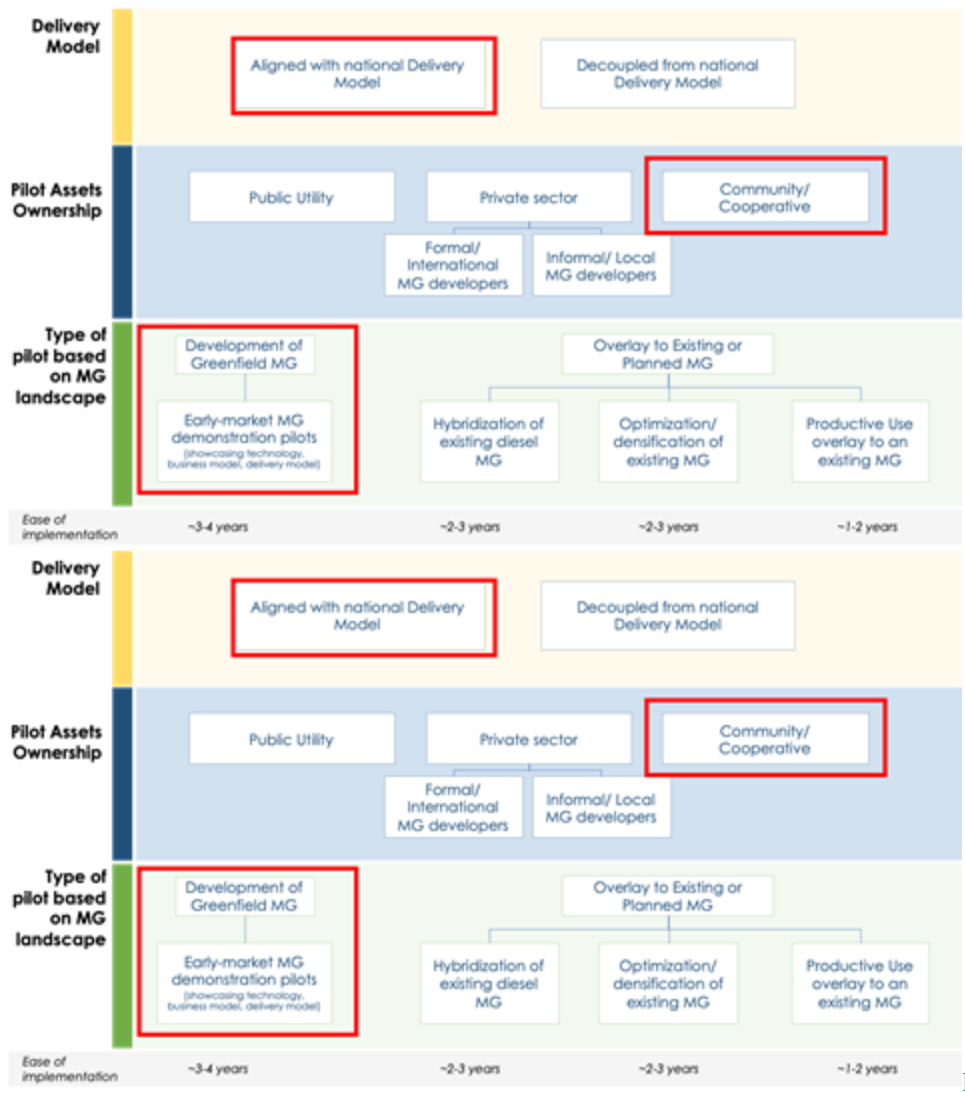 Delivery
Model
Aligned with national Delivery
Model
Decoupled from national
Delivery Model
Pilot Assets
Ownership
Public Utility
Private sector
Community/
Cooperative
Formal/
International
MG developers
Informal/ Local
MG developers
Type of
pilot based
on MG
landscape
Development of
Greenfield MG
Overlay to Existing or
Planned MG
Early-market MG
demonstration pilots
(showcasing technology,
business model, delivery model)
Hybridization of
existing diesel
MG
Optimization/
densification of
existing MG
Productive Use
overlay to an
existing MG
Ease of
implementation
~3-4 years
~2-3 years
~2-3 years
~1-2 years
Delivery
Model
Aligned with national Delivery
Model
Decoupled from national
Delivery Model
Pilot Assets
Ownership
Public Utility
Private sector
Community/
Cooperative
Formal/
International
MG developers
Informal/ Local
MG developers
Type of
pilot based
on MG
landscape
Development of
Greenfield MG
Overlay to Existing or
Planned MG
Early-market MG
demonstration pilots
(showcasing technology,
business model, delivery model)
Hybridization of
existing diesel
MG
Optimization/
densification of
existing MG
Productive Use
overlay to an
existing MG
Ease of
implementation
~3-4 years
~2-3 years
~2-3 years
~1-2 years